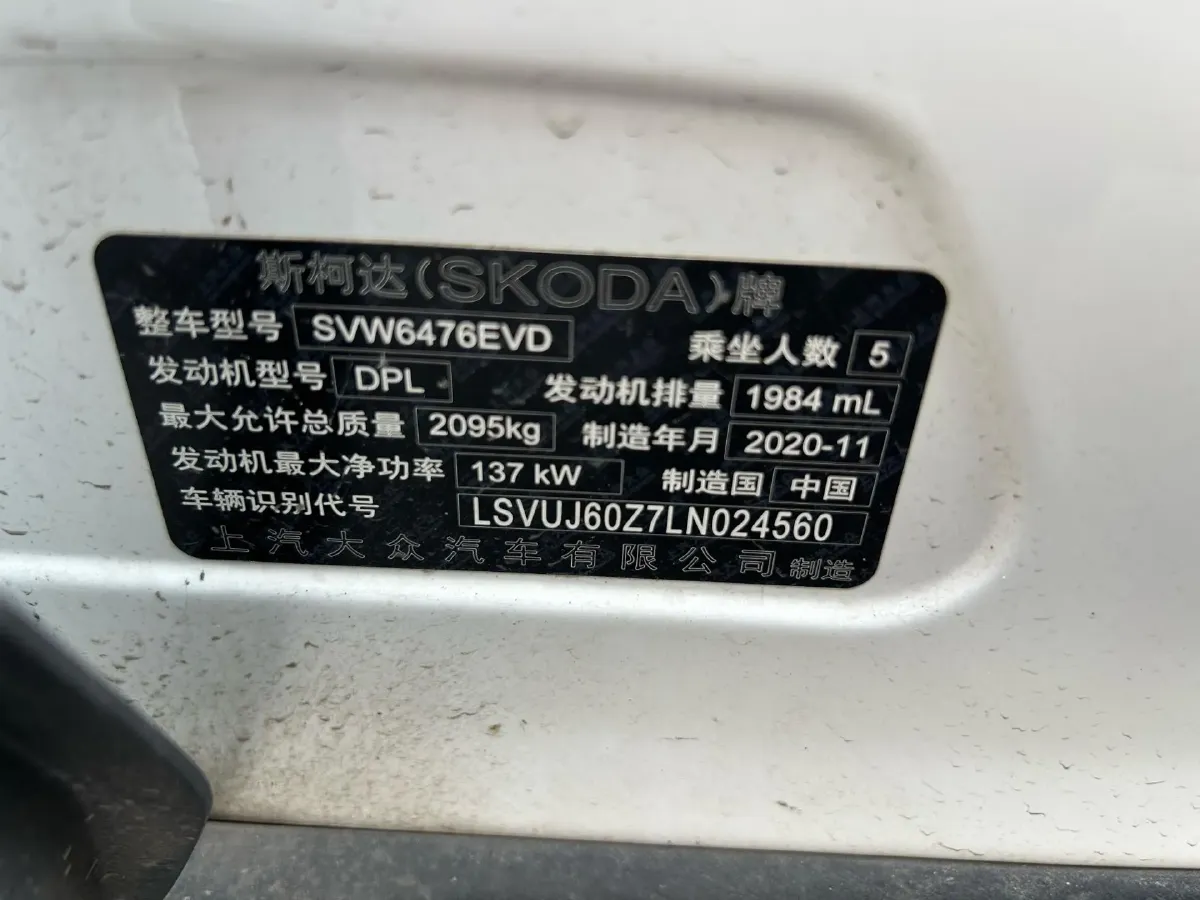 斯柯达(SKODA)牌
整车型号 SVW6476EVD 乘坐人数 5
发动机型号 DPL 发动机排量 1984 mL
最大允许总质量 2095kg 制造年月 2020-11
发动机最大净功率 137 kW 制造国 中国
车辆识别代号 LSVUJ60Z7LN024560
上汽大众汽车有限公司 制造